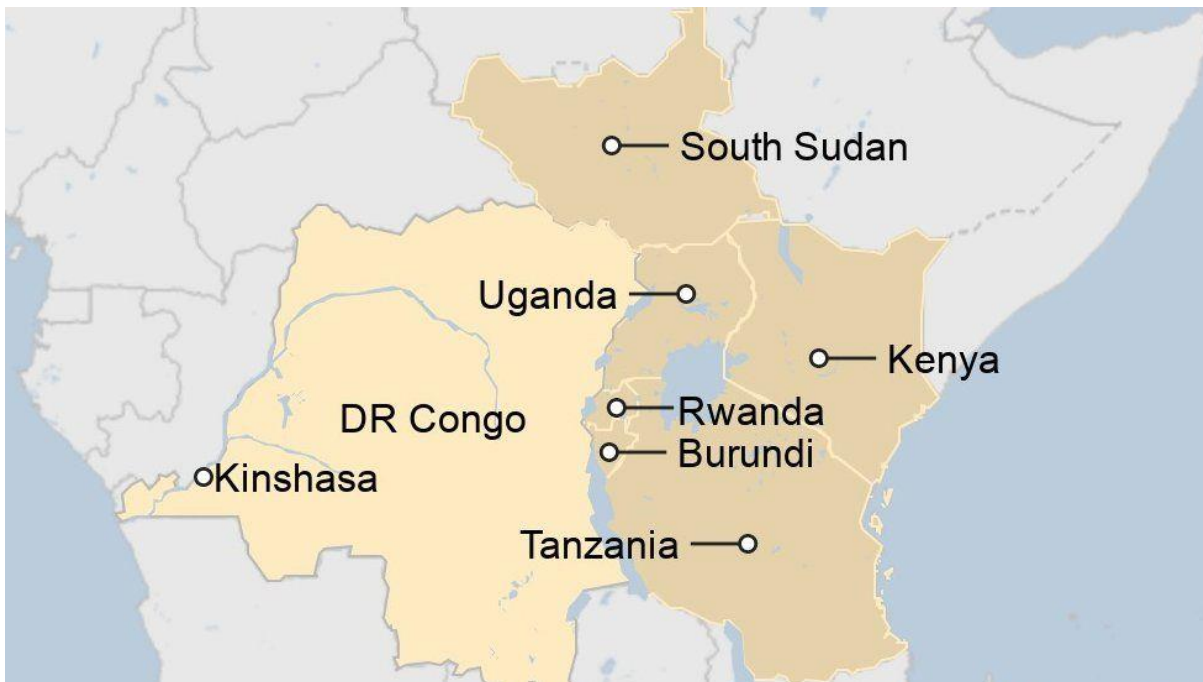 South Sudan
Uganda
Kenya
DR Congo
Rwanda
Burundi
Kinshasa
Tanzania